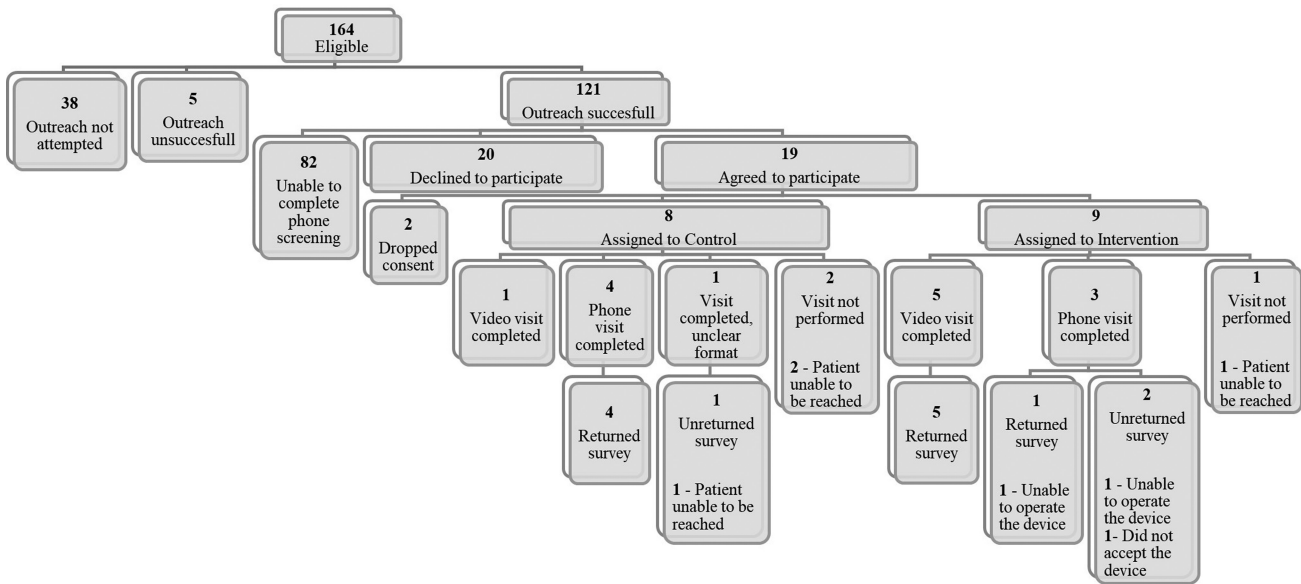 164
Eligible
38
Outreach not
attempted
5
Outreach
unsuccesfull
121
Outreach succesfull
82
Unable to
complete
phone
screening
20
Declined to participate
19
Agreed to participate
2
Dropped
consent
8
Assigned to Control
9
Assigned to Intervention
1
Video visit
completed
4
Phone
visit
completed
1
Visit
completed,
unclear
format
2
Visit not
performed
2 - Patient
unable to
be reached
5
Video visit
completed
3
Phone visit
completed
1
Visit not
performed
1 - Patient
unable to
be reached
4
Returned
survey
1
Unreturned
survey
1 - Patient
unable to be
reached
5
Returned
survey
1
Returned
survey
1 - Unable
to operate
the device
2
Unreturned
survey
1 - Unable
to operate
the device
1- Did not
accept the
device